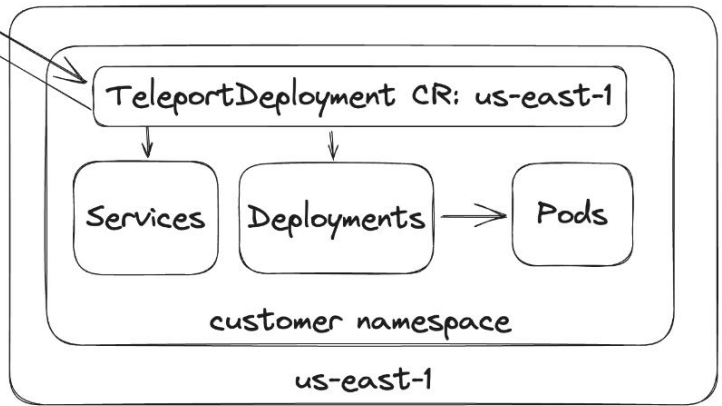 TeleportDeployment CR: us-east-1
Services
Deployments
Pods
customer namespace
us-east-1